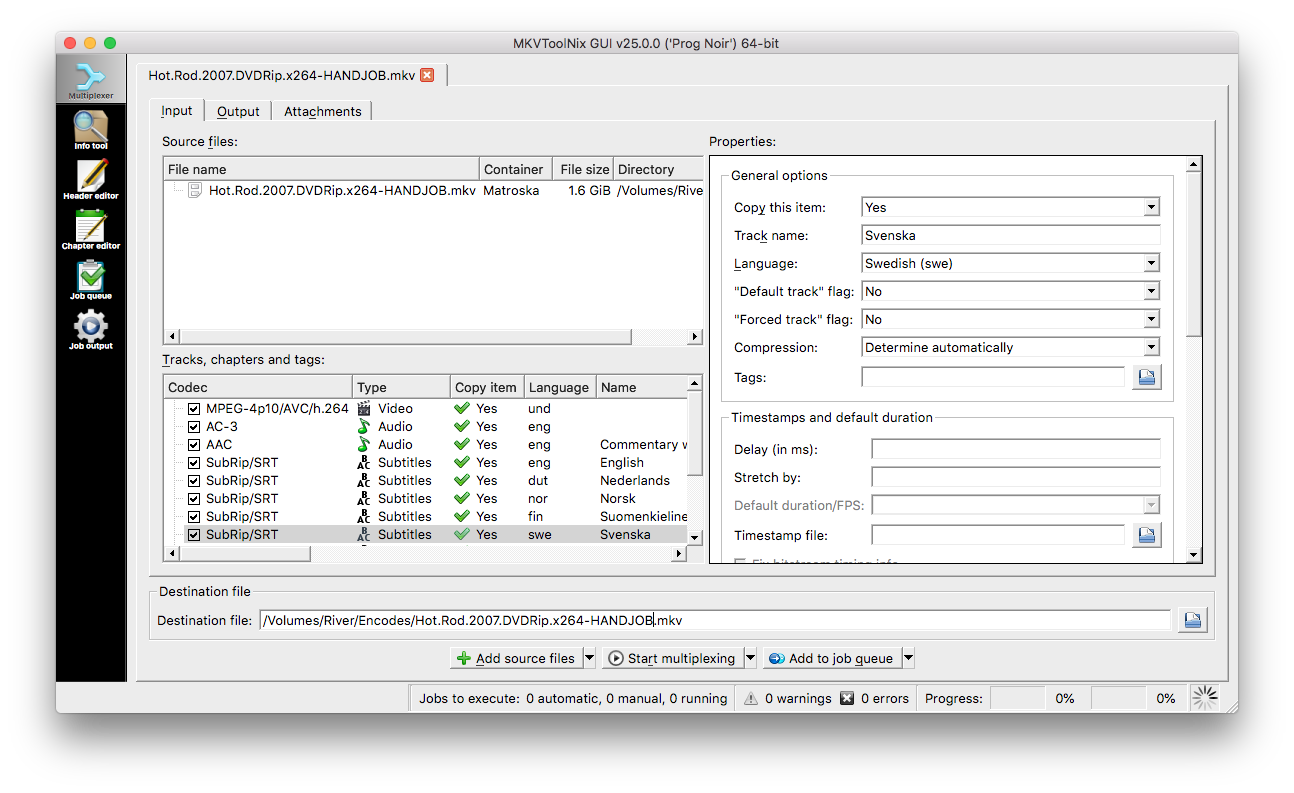 MKVToolNix GUI v25.0.0 ('Prog Noir') 64-bit
Multiplexer
Info tool
Header editor
Chapter editor
Job queue
Job output
Hot.Rod.2007.DVDRip.x264-HANDJOB.mkv
Input Output Attachments
Source files:
File name Container File size Directory
Hot.Rod.2007.DVDRip.x264-HANDJOB.mkv Matroska 1.6 GiB /Volumes/Rive
Tracks, chapters and tags:
Codec Type Copy item Language Name
MPEG-4p10/AVC/h.264 Video Yes und
AC-3 Audio Yes eng
AAC Audio Yes eng Commentary w
SubRip/SRT Subtitles Yes eng English
SubRip/SRT Subtitles Yes dut Nederlands
SubRip/SRT Subtitles Yes nor Norsk
SubRip/SRT Subtitles Yes fin Suomenkieline
SubRip/SRT Subtitles Yes swe Svenska
Properties:
General options
Copy this item: Yes
Track name: Svenska
Language: Swedish (swe)
"Default track" flag: No
"Forced track" flag: No
Compression: Determine automatically
Tags:
Timestamps and default duration
Delay (in ms):
Stretch by:
Default duration/FPS:
Timestamp file:
Fix bitstream timing info
Destination file
Destination file: /Volumes/River/Encodes/Hot.Rod.2007.DVDRip.x264-HANDJOB.mkv
Add source files Start multiplexing Add to job queue
Jobs to execute: 0 automatic, 0 manual, 0 running 0 warnings 0 errors Progress: 0% 0%